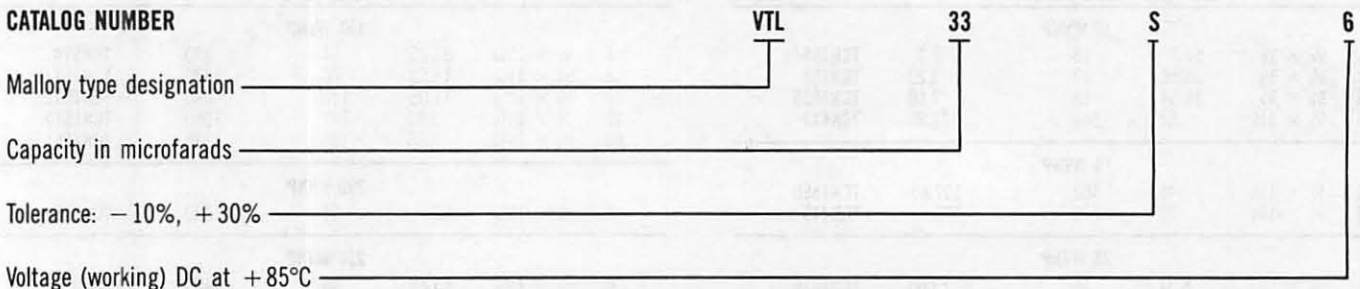 CATALOG NUMBER VTL 33 S 6
Mallory type designation
Capacity in microfarads
Tolerance: −10%, +30%
Voltage (working) DC at +85°C